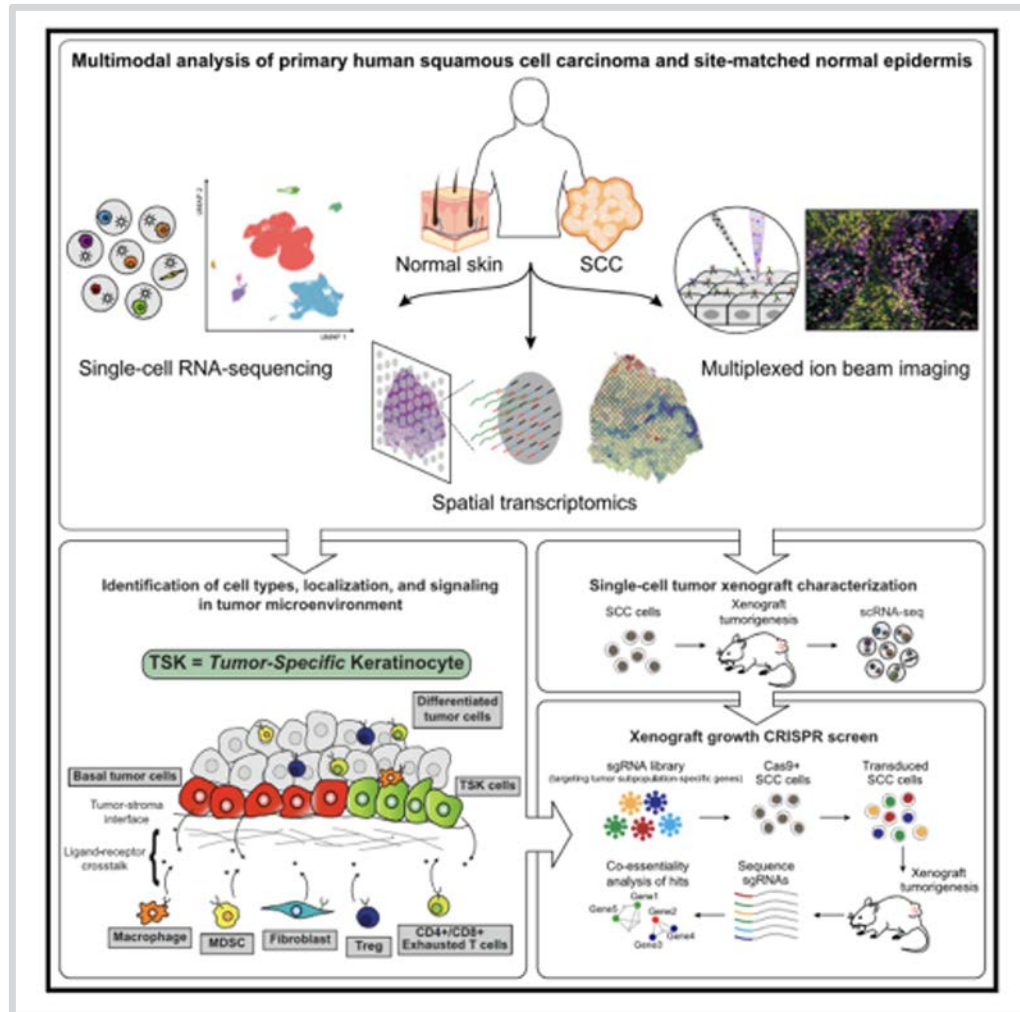 Multimodal analysis of primary human squamous cell carcinoma and site-matched normal epidermis
UMAP 2
UMAP 1
Normal skin
SCC
Single-cell RNA-sequencing
Multiplexed ion beam imaging
Spatial transcriptomics
Identification of cell types, localization, and signaling
in tumor microenvironment
TSK = Tumor-Specific Keratinocyte
Differentiated
tumor cells
Basal tumor cells
TSK cells
Tumor-stroma
interface
Ligand-receptor
crosstalk
Macrophage
MDSC
Fibroblast
Treg
CD4+/CD8+
Exhausted T cells
Single-cell tumor xenograft characterization
SCC cells
Xenograft
tumorigenesis
scRNA-seq
Xenograft growth CRISPR screen
sgRNA library
(targeting tumor subpopulation-specific genes)
Cas9+
SCC cells
Transduced
SCC cells
Xenograft
tumorigenesis
Sequence
sgRNAs
Co-essentiality
analysis of hits
Gene1
Gene5
Gene2
Gene4
Gene3